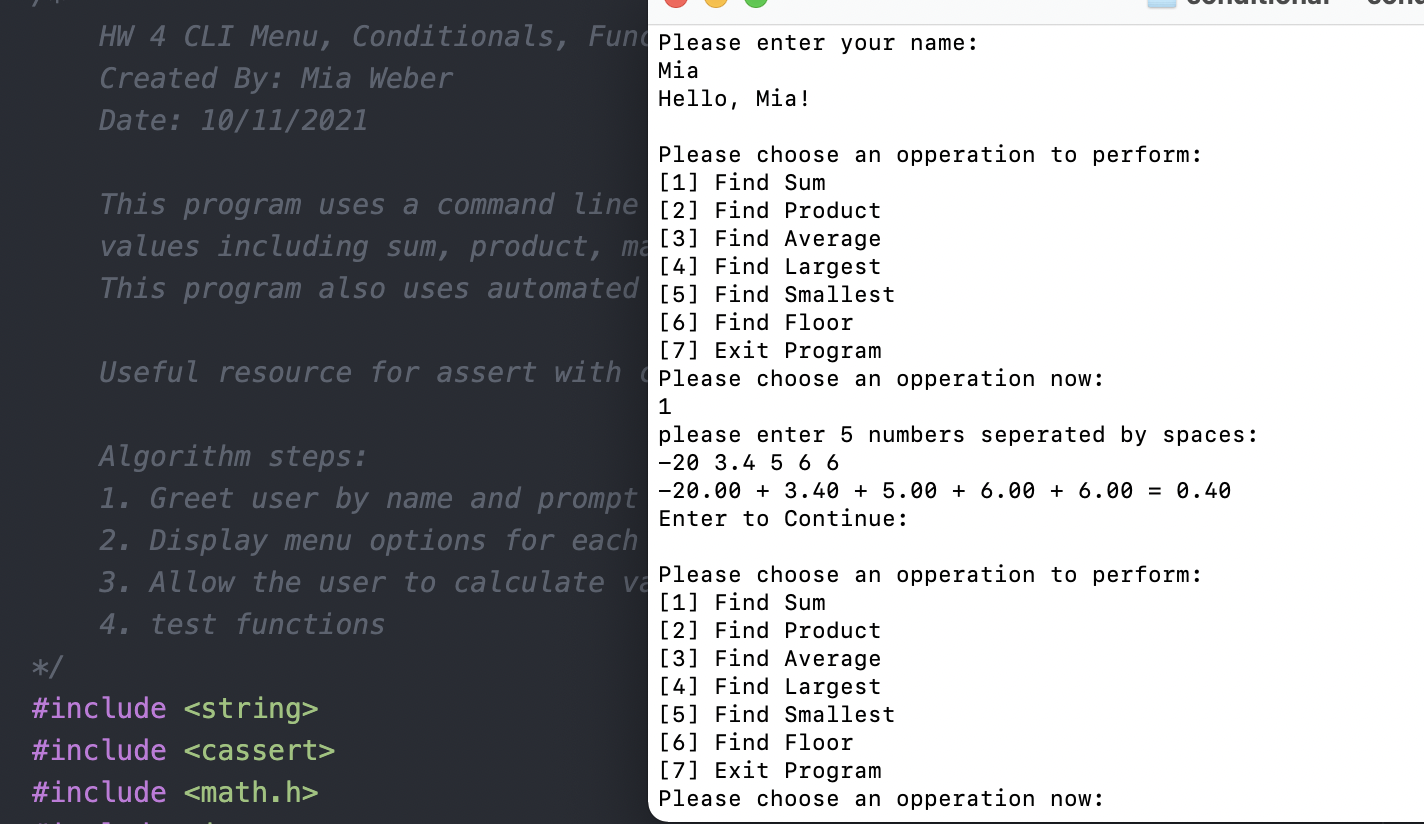 /*
HW 4 CLI Menu, Conditionals,
Created By: Mia Weber
Date: 10/11/2021
This program uses a command line
values including sum, product,
This program also uses automated
Useful resource for assert with
Algorithm steps:
1. Greet user by name and prompt
2. Display menu options for each
3. Allow the user to calculate
4. test functions
*/
#include <string>
#include <cassert>
#include <math.h>
Please enter your name:
Mia
Hello, Mia!
Please choose an opperation to perform:
[1] Find Sum
[2] Find Product
[3] Find Average
[4] Find Largest
[5] Find Smallest
[6] Find Floor
[7] Exit Program
Please choose an opperation now:
1
please enter 5 numbers seperated by spaces:
-20 3.4 5 6 6
-20.00 + 3.40 + 5.00 + 6.00 + 6.00 = 0.40
Enter to Continue:
Please choose an opperation to perform:
[1] Find Sum
[2] Find Product
[3] Find Average
[4] Find Largest
[5] Find Smallest
[6] Find Floor
[7] Exit Program
Please choose an opperation now: